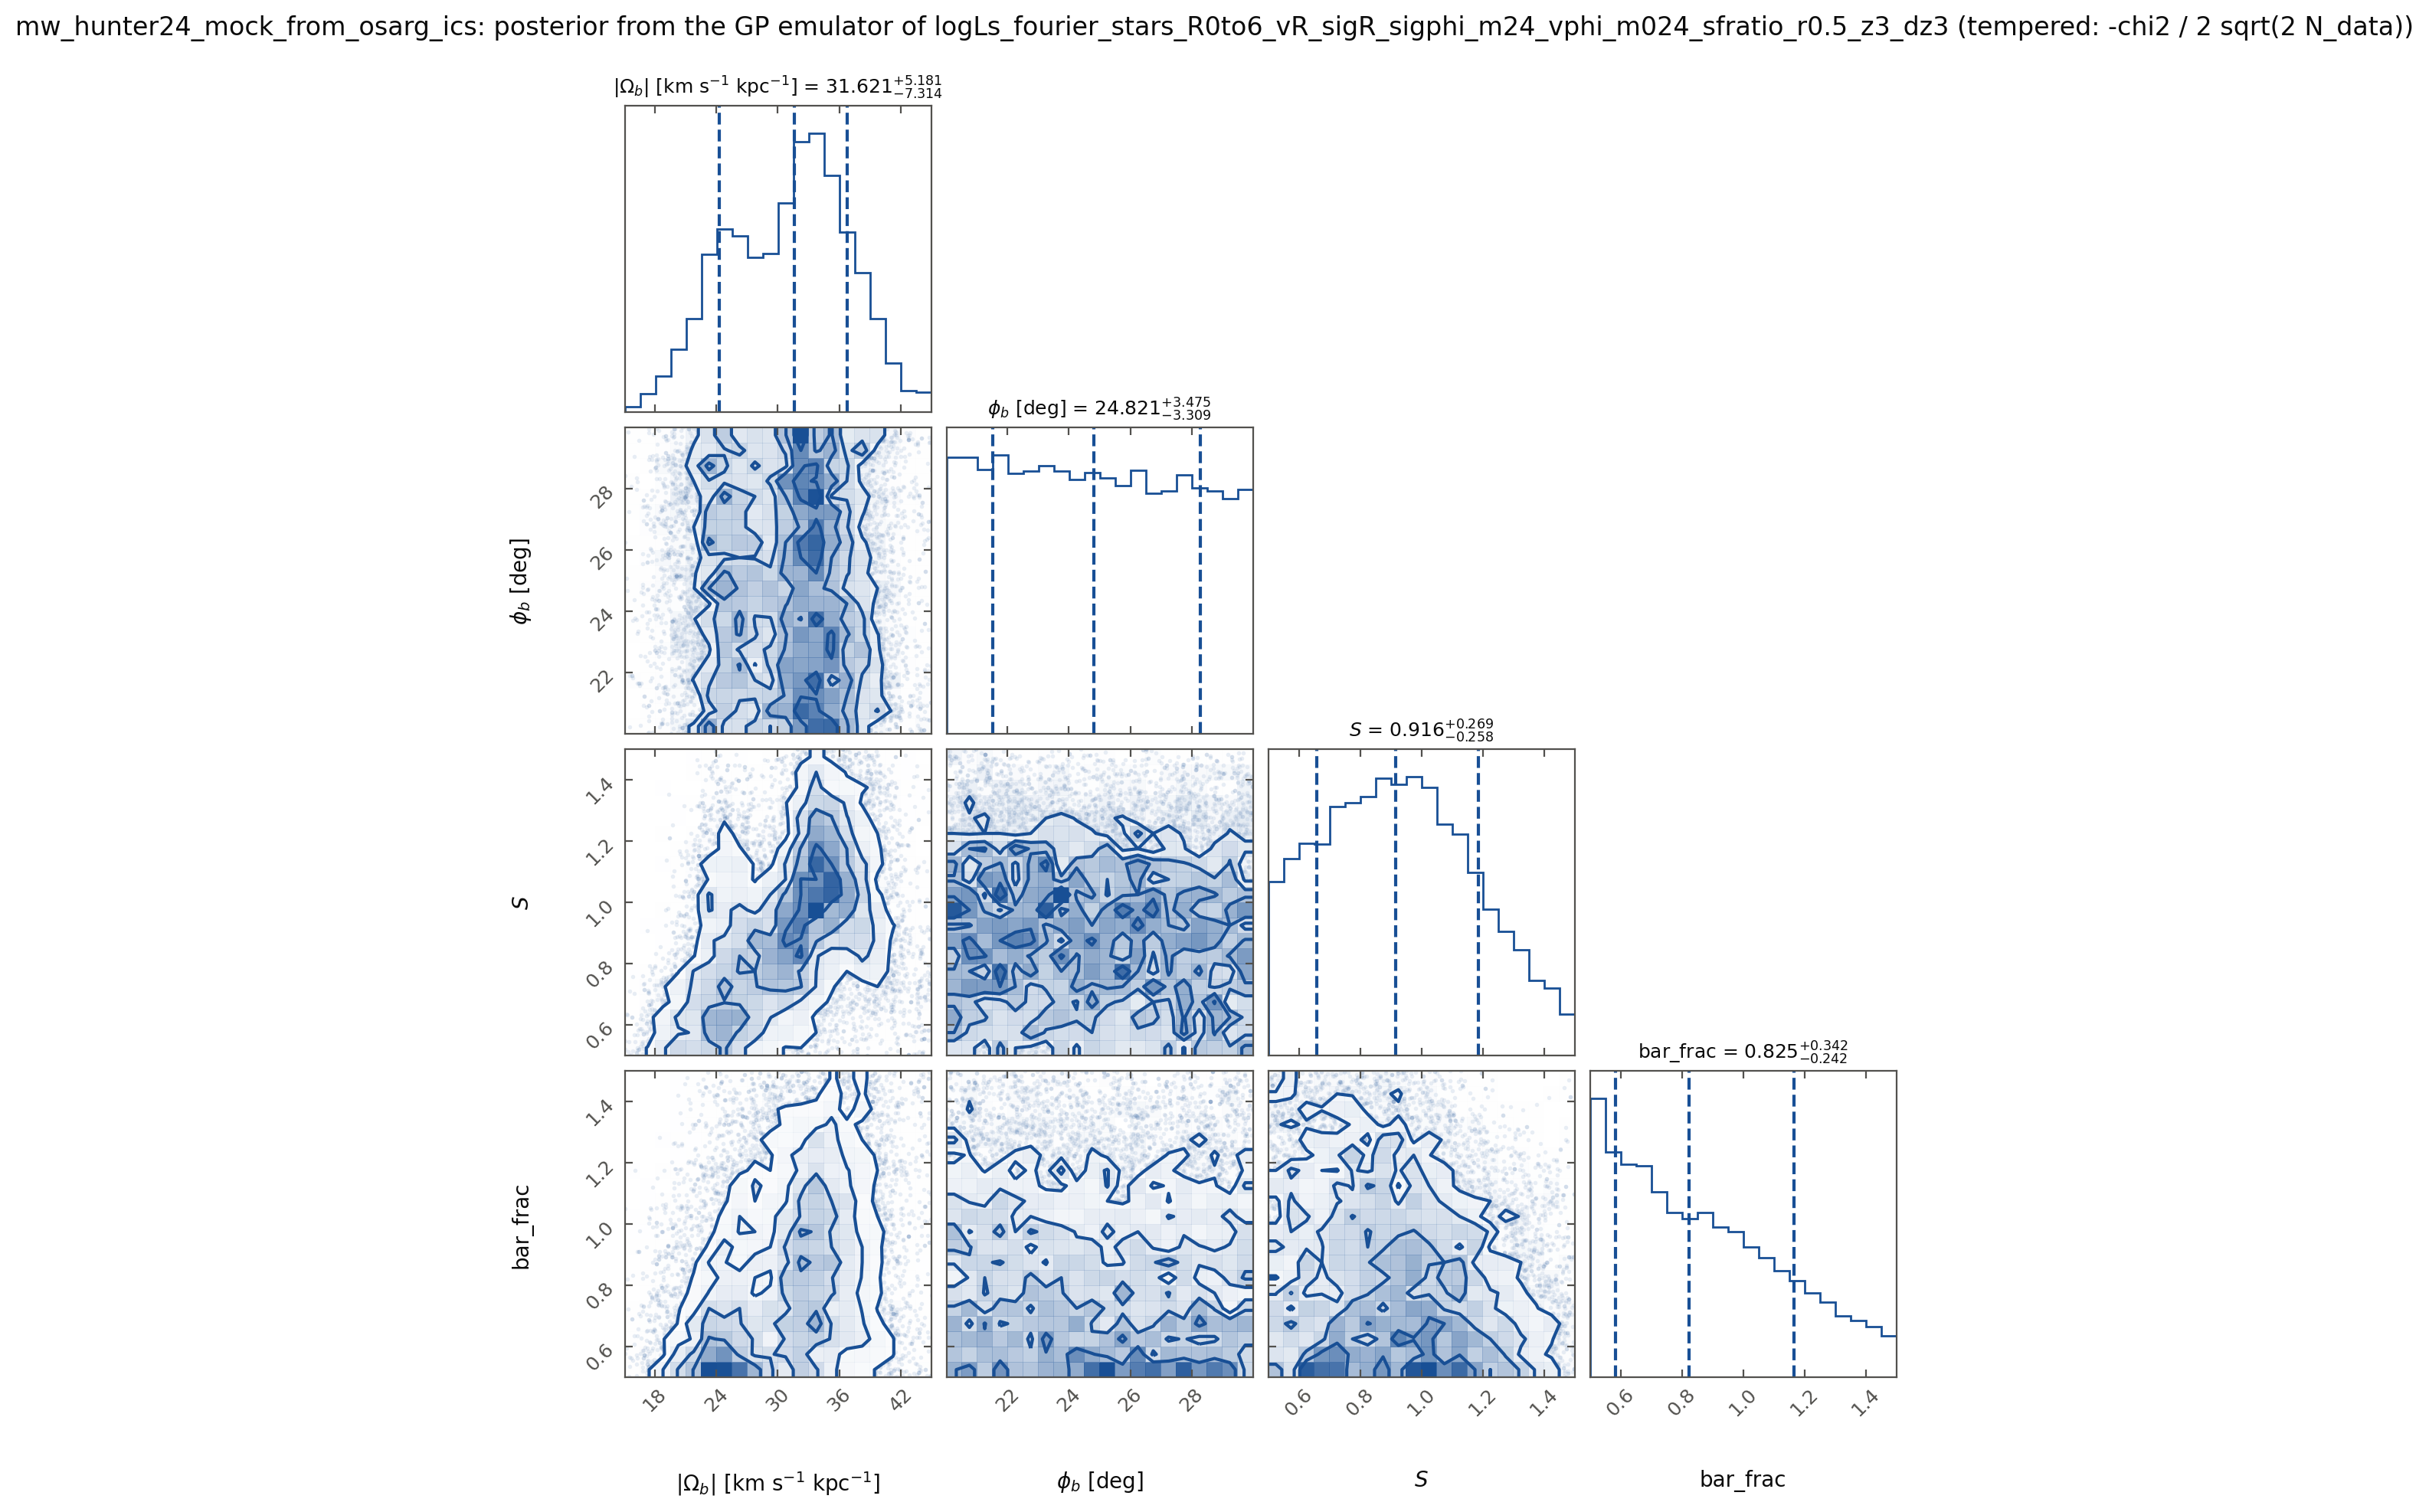 mw_hunter24_mock_from_osarg_ics: posterior from the GP emulator of logLs_fourier_stars_R0to6_vR_sigR_sigphi_m24_vphi_m024_sfratio_r0.5_z3_dz3 (tempered: -chi2 / 2 sqrt(2 N_data))
|Ω_b| [km s⁻¹ kpc⁻¹] = 31.621^{+5.181}_{−7.314}
ϕ_b [deg] = 24.821^{+3.475}_{−3.309}
ϕ_b [deg]
28
26
24
22
S = 0.916^{+0.269}_{−0.258}
S
1.4
1.2
1.0
0.8
0.6
bar_frac = 0.825^{+0.342}_{−0.242}
bar_frac
1.4
1.2
1.0
0.8
0.6
18 24 30 36 42 22 24 26 28 0.6 0.8 1.0 1.2 1.4 0.6 0.8 1.0 1.2 1.4
|Ω_b| [km s⁻¹ kpc⁻¹] ϕ_b [deg] S bar_frac